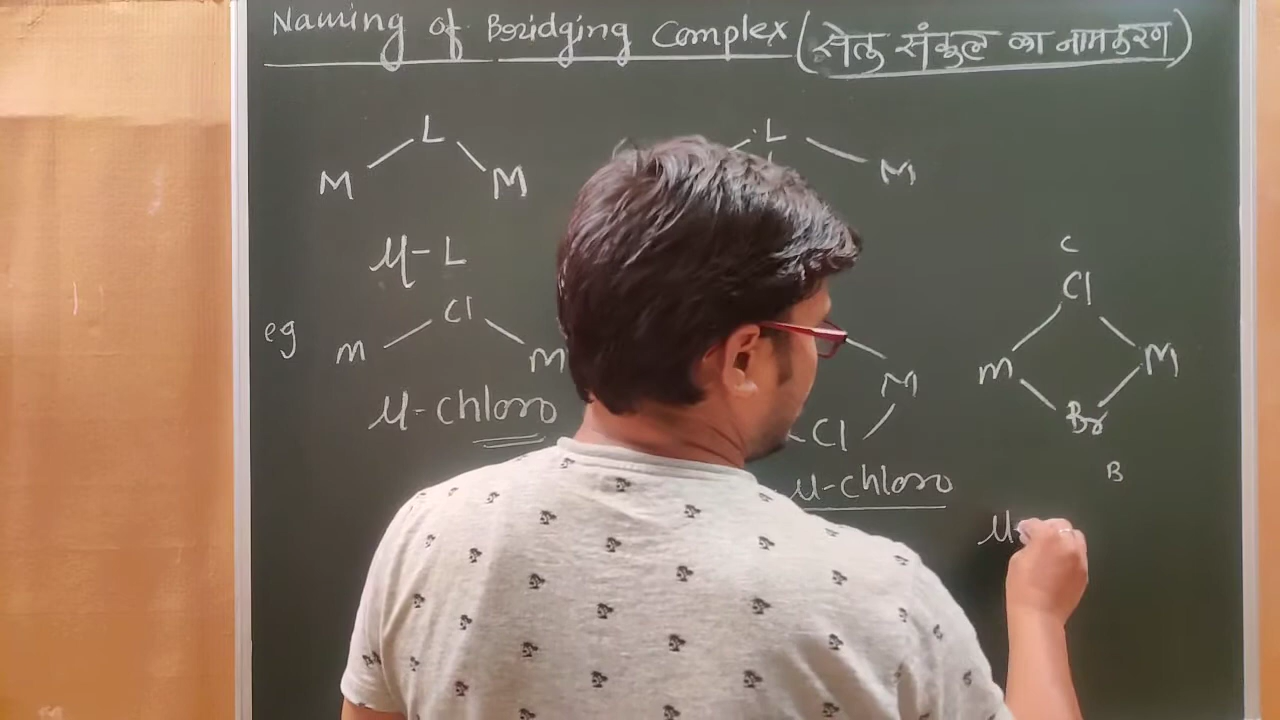 Naming of Bridging Complex (सेतु संकुल का नामकरण)
L L
M M M
μ-L
C
eg Cl Cl
M M M M M
Cl Br
μ-chloro
μ-chloro B
μ